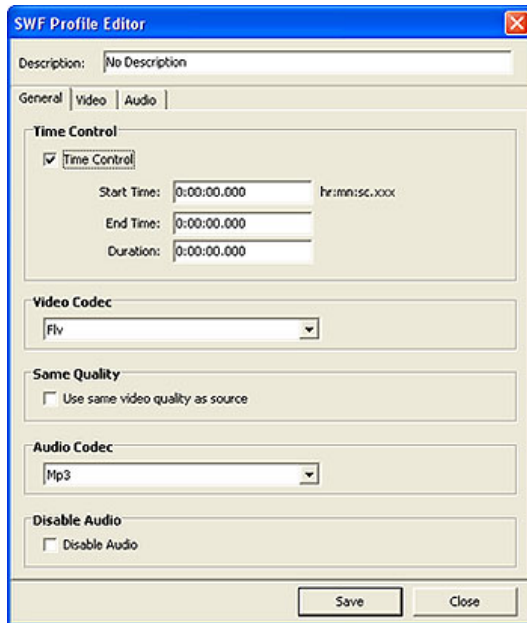 SWF Profile Editor
Description: No Description
General Video Audio
Time Control
Time Control
Start Time: 0:00:00.000 hr:mn:sc.xxx
End Time: 0:00:00.000
Duration: 0:00:00.000
Video Codec
Flv
Same Quality
Use same video quality as source
Audio Codec
Mp3
Disable Audio
Disable Audio
Save Close